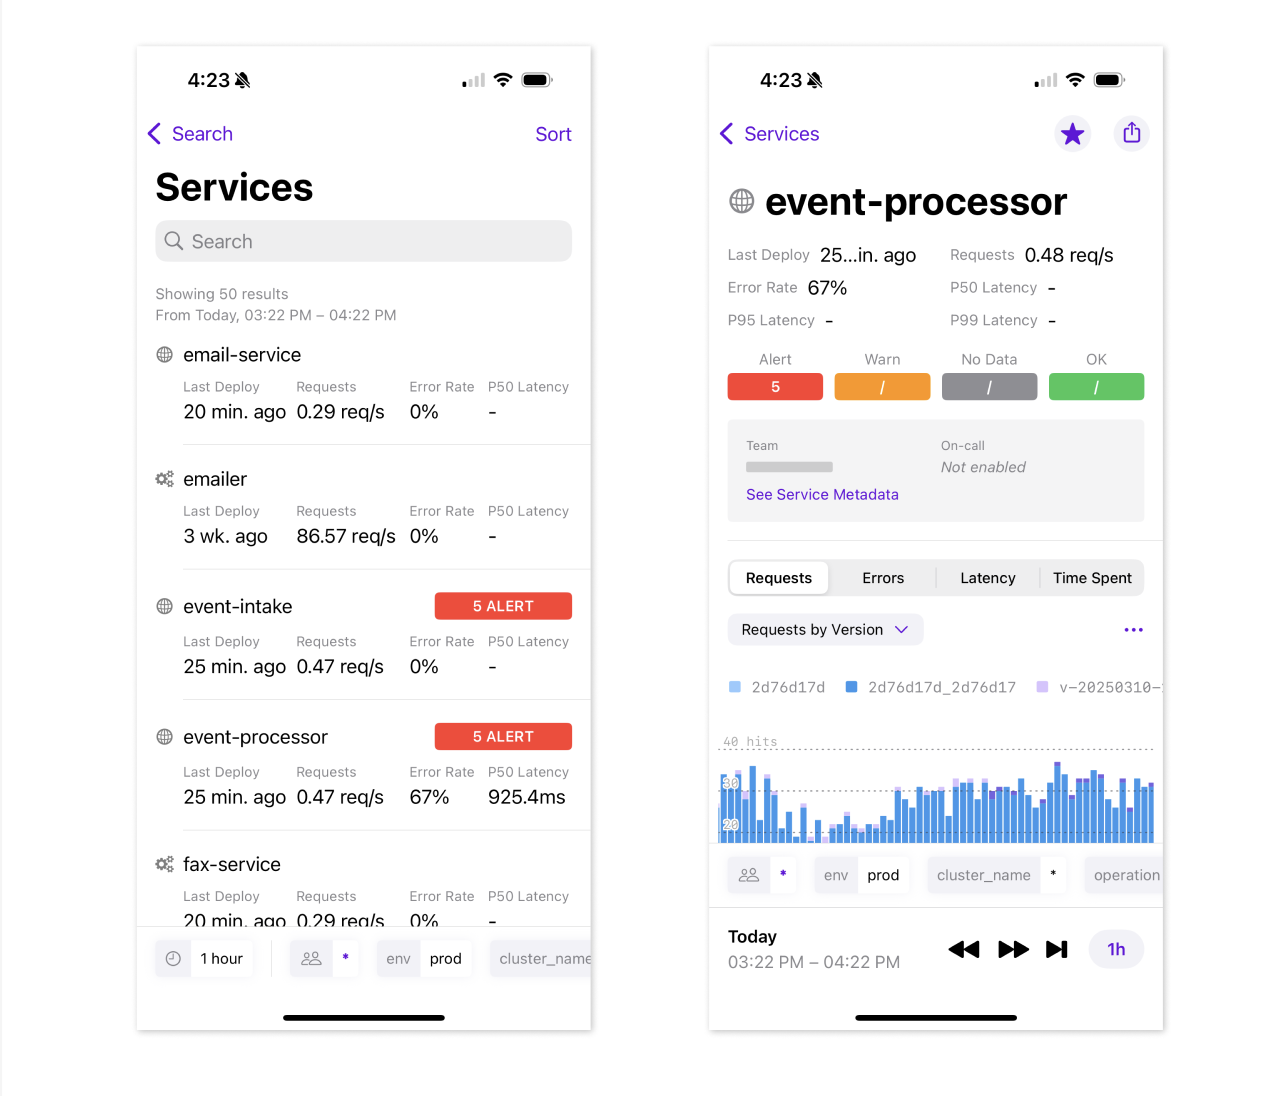 4:23
Search
Sort
Services
Search
Showing 50 results
From Today, 03:22 PM – 04:22 PM
email-service
Last Deploy Requests Error Rate P50 Latency
20 min. ago 0.29 req/s 0% -
emailer
Last Deploy Requests Error Rate P50 Latency
3 wk. ago 86.57 req/s 0% -
event-intake 5 ALERT
Last Deploy Requests Error Rate P50 Latency
25 min. ago 0.47 req/s 0% -
event-processor 5 ALERT
Last Deploy Requests Error Rate P50 Latency
25 min. ago 0.47 req/s 67% 925.4ms
fax-service
Last Deploy Requests Error Rate P50 Latency
20 min. ago 0.29 req/s 0% -
1 hour * env prod cluster_name
4:23
Services
event-processor
Last Deploy 25...in. ago Requests 0.48 req/s
Error Rate 67% P50 Latency -
P95 Latency - P99 Latency -
Alert Warn No Data OK
5 / / /
Team On-call
Not enabled
See Service Metadata
Requests Errors Latency Time Spent
Requests by Version
2d76d17d 2d76d17d_2d76d17 v-20250310-
40 hits
30
20
* env prod cluster_name * operation
Today
03:22 PM – 04:22 PM
1h